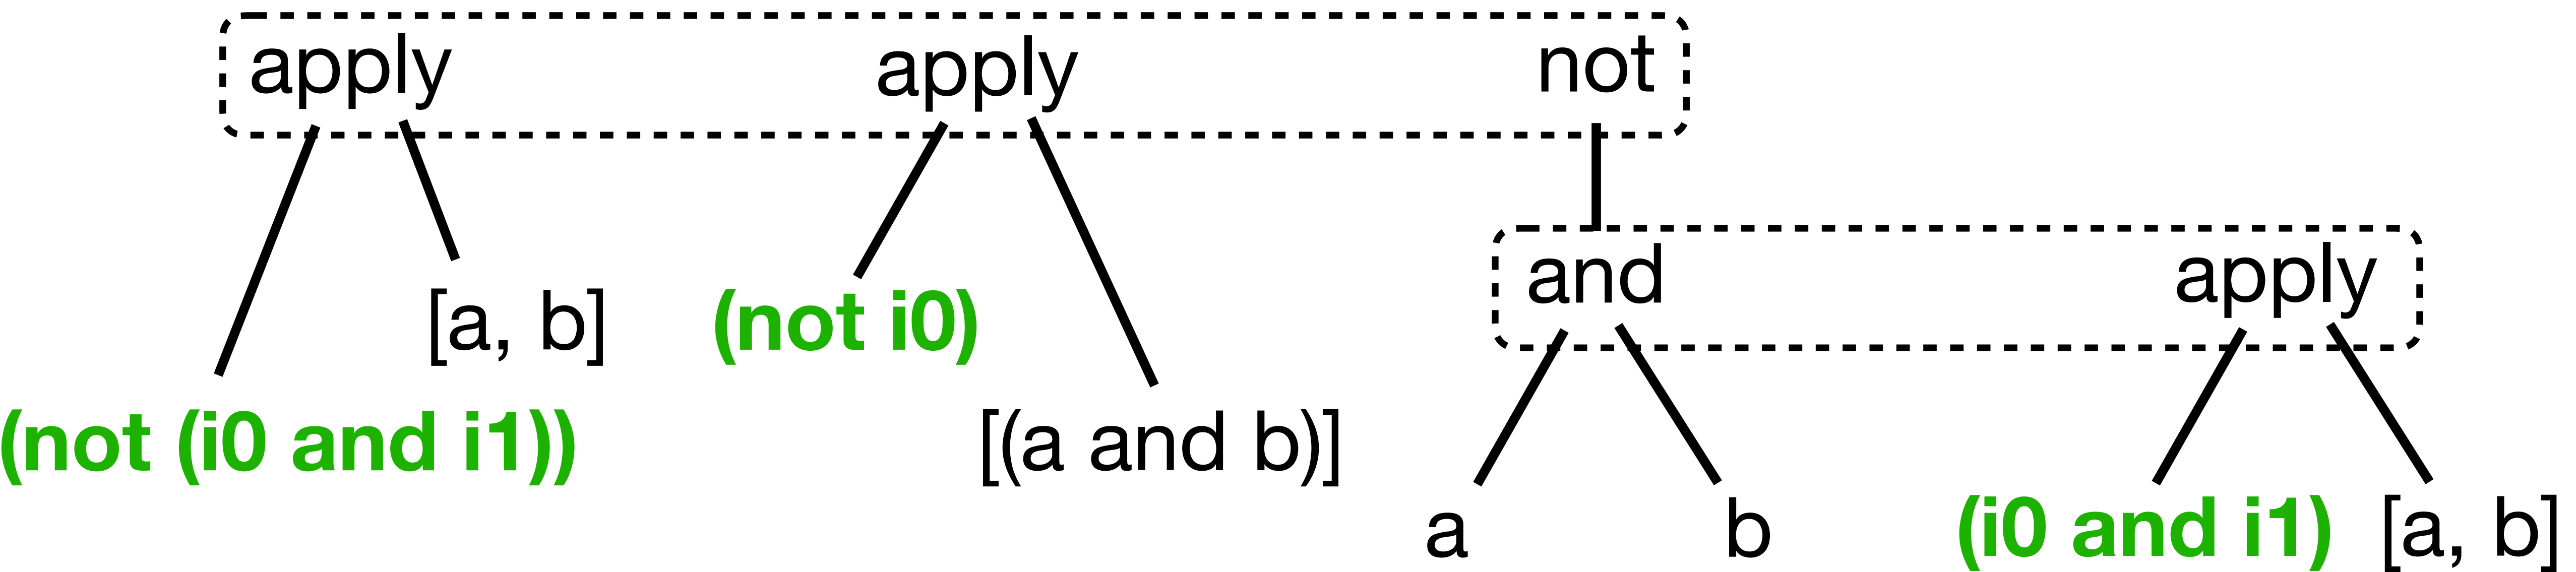 apply apply not
and apply
[a, b] (not i0)
(not (i0 and i1)) [(a and b)]
a b (i0 and i1) [a, b]